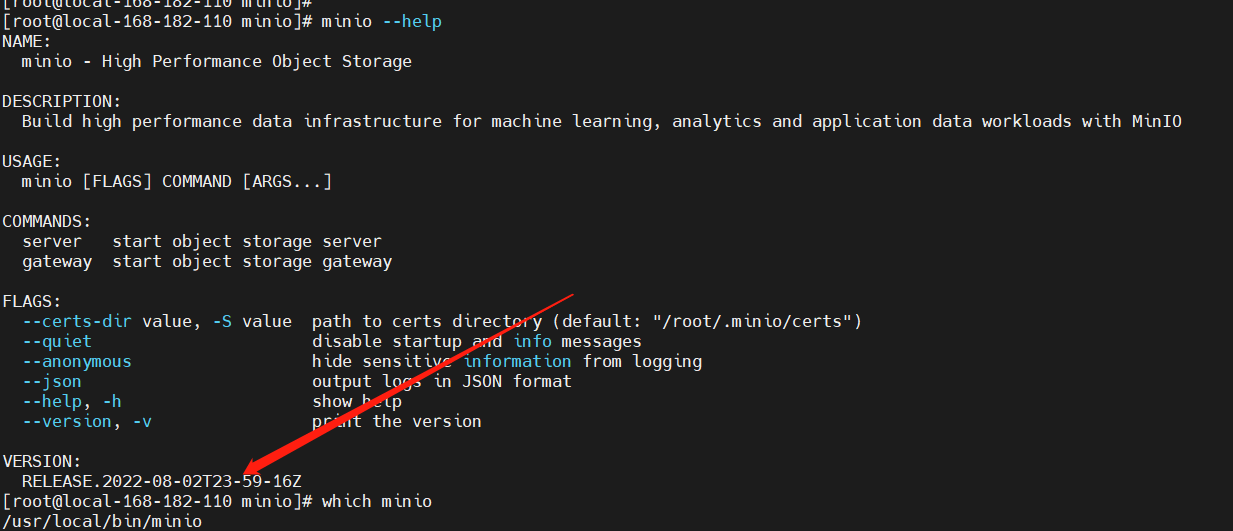 [root@local-168-182-110 minio]#
[root@local-168-182-110 minio]# minio --help
NAME:
  minio - High Performance Object Storage
DESCRIPTION:
  Build high performance data infrastructure for machine learning, analytics and application data workloads with MinIO
USAGE:
  minio [FLAGS] COMMAND [ARGS...]
COMMANDS:
  server   start object storage server
  gateway  start object storage gateway
FLAGS:
  --certs-dir value, -S value  path to certs directory (default: "/root/.minio/certs")
  --quiet                      disable startup and info messages
  --anonymous                  hide sensitive information from logging
  --json                       output logs in JSON format
  --help, -h                   show help
  --version, -v                print the version
VERSION:
  RELEASE.2022-08-02T23-59-16Z
[root@local-168-182-110 minio]# which minio
/usr/local/bin/minio